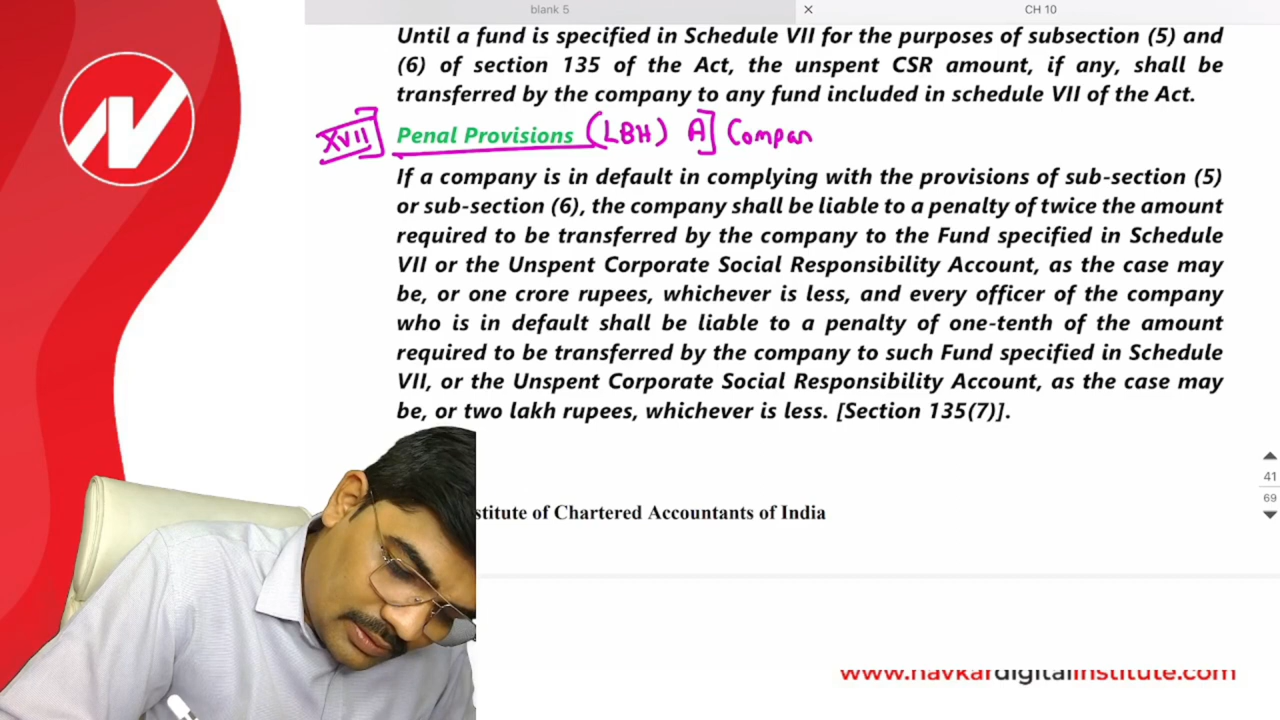 blank 5
× CH 10
Until a fund is specified in Schedule VII for the purposes of subsection (5) and
(6) of section 135 of the Act, the unspent CSR amount, if any, shall be
transferred by the company to any fund included in schedule VII of the Act.
XVII] Penal Provisions (LBH) A] Compan
If a company is in default in complying with the provisions of sub-section (5)
or sub-section (6), the company shall be liable to a penalty of twice the amount
required to be transferred by the company to the Fund specified in Schedule
VII or the Unspent Corporate Social Responsibility Account, as the case may
be, or one crore rupees, whichever is less, and every officer of the company
who is in default shall be liable to a penalty of one-tenth of the amount
required to be transferred by the company to such Fund specified in Schedule
VII, or the Unspent Corporate Social Responsibility Account, as the case may
be, or two lakh rupees, whichever is less. [Section 135(7)].
41
69
stitute of Chartered Accountants of India
www.navkardigitalinstitute.com